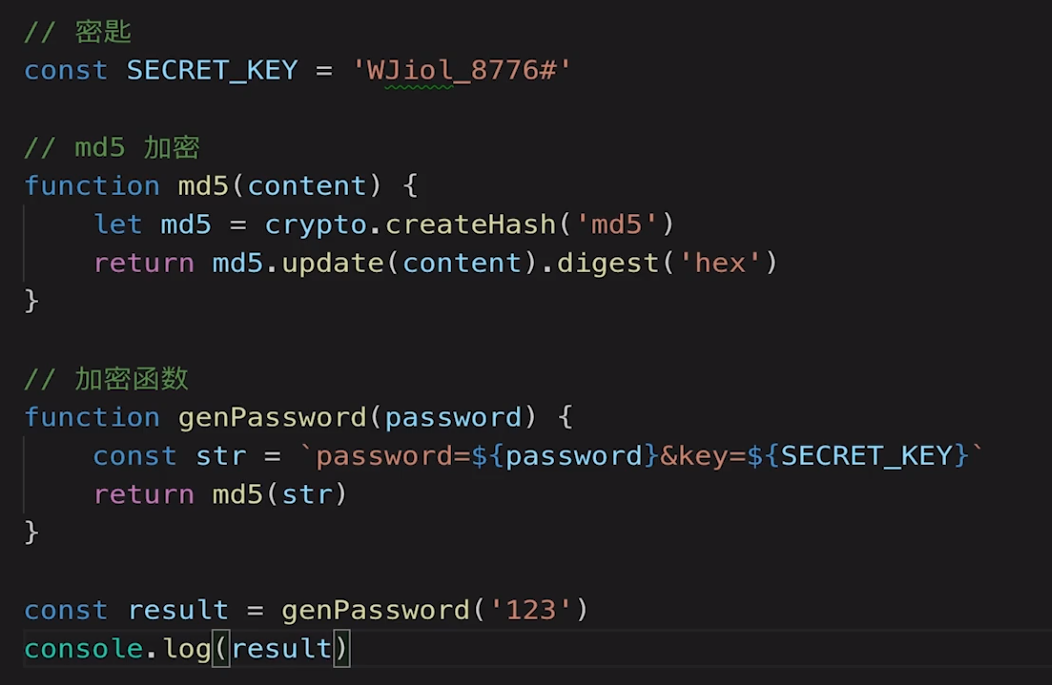 // 密匙
const SECRET_KEY = 'WJiol_8776#'
// md5 加密
function md5(content) {
    let md5 = crypto.createHash('md5')
    return md5.update(content).digest('hex')
}
// 加密函数
function genPassword(password) {
    const str = `password=${password}&key=${SECRET_KEY}`
    return md5(str)
}
const result = genPassword('123')
console.log(result)